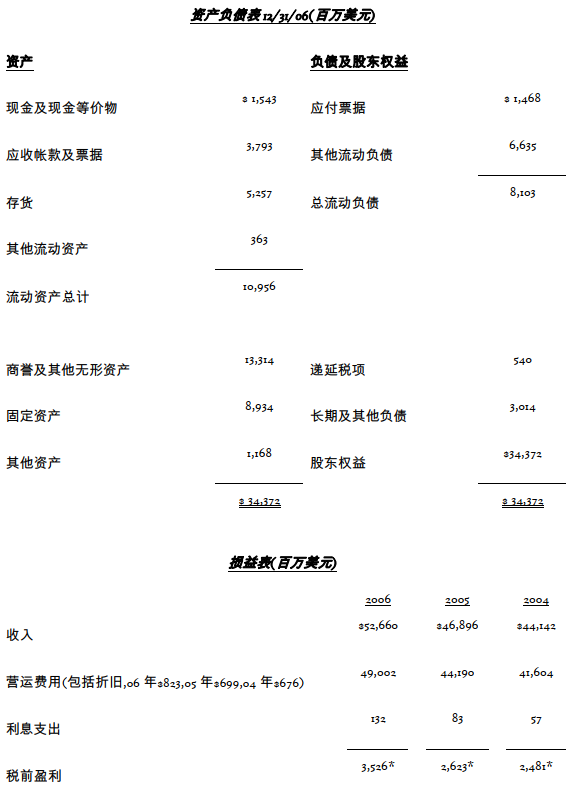 资产负债表12/31/06(百万美元)
资产 负债及股东权益
现金及现金等价物 $ 1,543 应付票据 $ 1,468
应收帐款及票据 3,793 其他流动负债 6,635
存货 5,257 总流动负债 8,103
其他流动资产 363
流动资产总计 10,956
商誉及其他无形资产 13,314 递延税项 540
固定资产 8,934 长期及其他负债 3,014
其他资产 1,168 股东权益 $34,372
$ 34,372 $ 34,372
损益表(百万美元)
2006 2005 2004
收入 $52,660 $46,896 $44,142
营运费用(包括折旧,06 年$823,05 年$699,04 年$676) 49,002 44,190 41,604
利息支出 132 83 57
税前盈利 3,526* 2,623* 2,481*